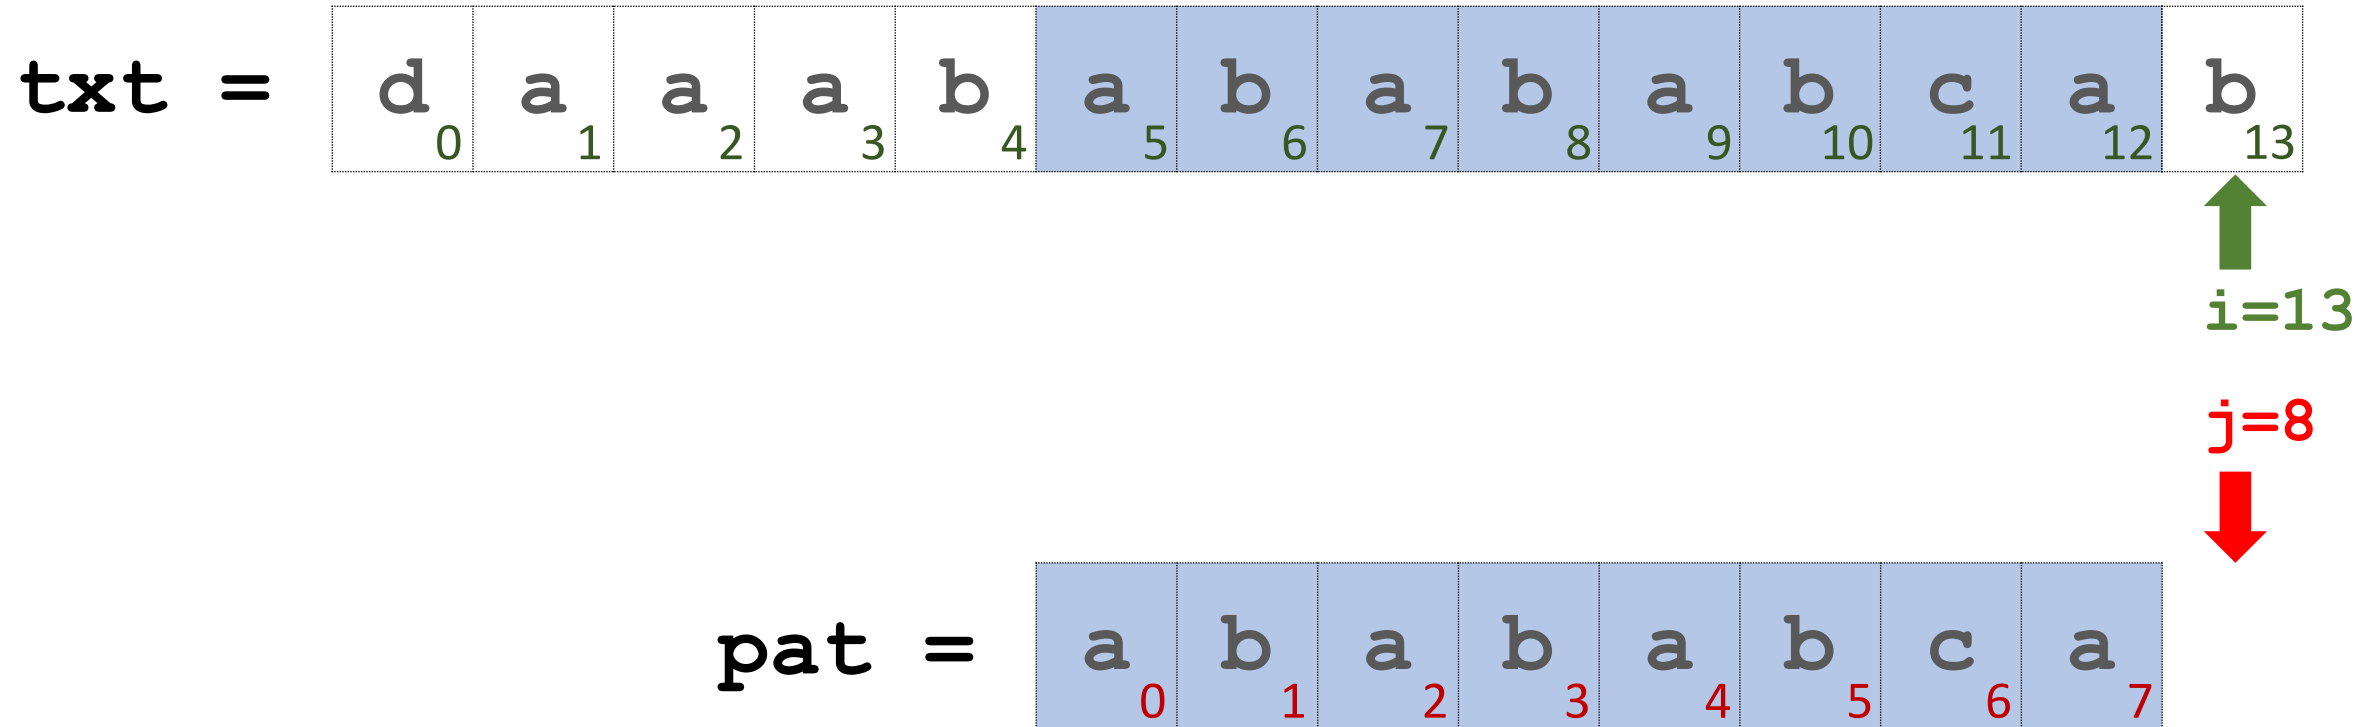 txt = d a a a b a b a b a b c a b
0 1 2 3 4 5 6 7 8 9 10 11 12 13
i=13
j=8
pat = a b a b a b c a
0 1 2 3 4 5 6 7